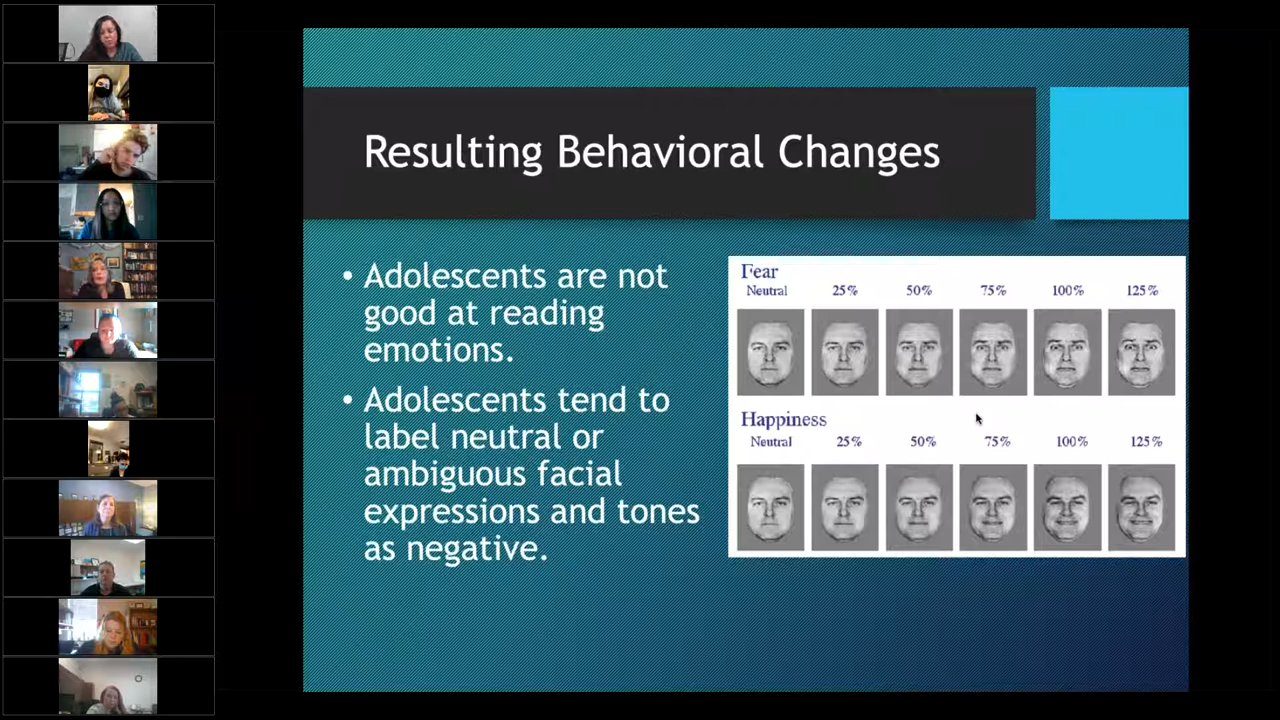 Resulting Behavioral Changes
• Adolescents are not
good at reading
emotions.
• Adolescents tend to
label neutral or
ambiguous facial
expressions and tones
as negative.
Fear
Neutral 25% 50% 75% 100% 125%
Happiness
Neutral 25% 50% 75% 100% 125%